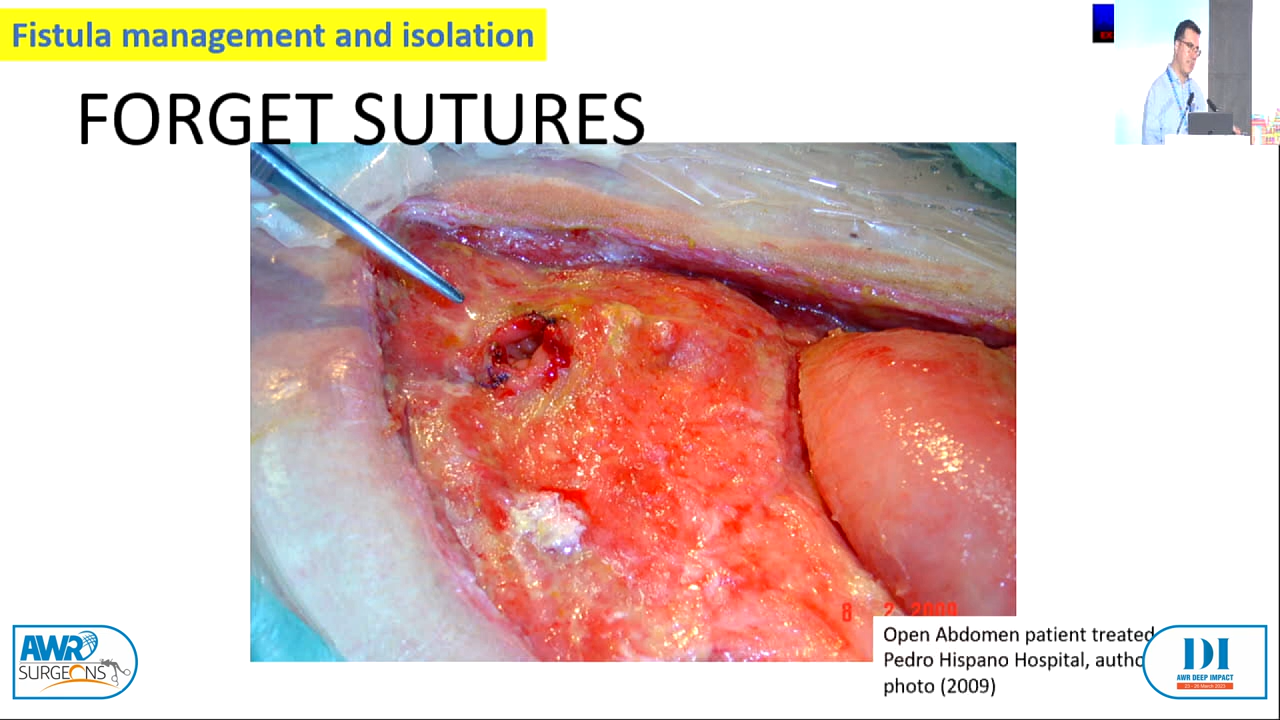 Fistula management and isolation
FORGET SUTURES
8 2 2009
Open Abdomen patient treated
Pedro Hispano Hospital, autho
photo (2009)
AWR
SURGEONS
DI
AWR DEEP IMPACT